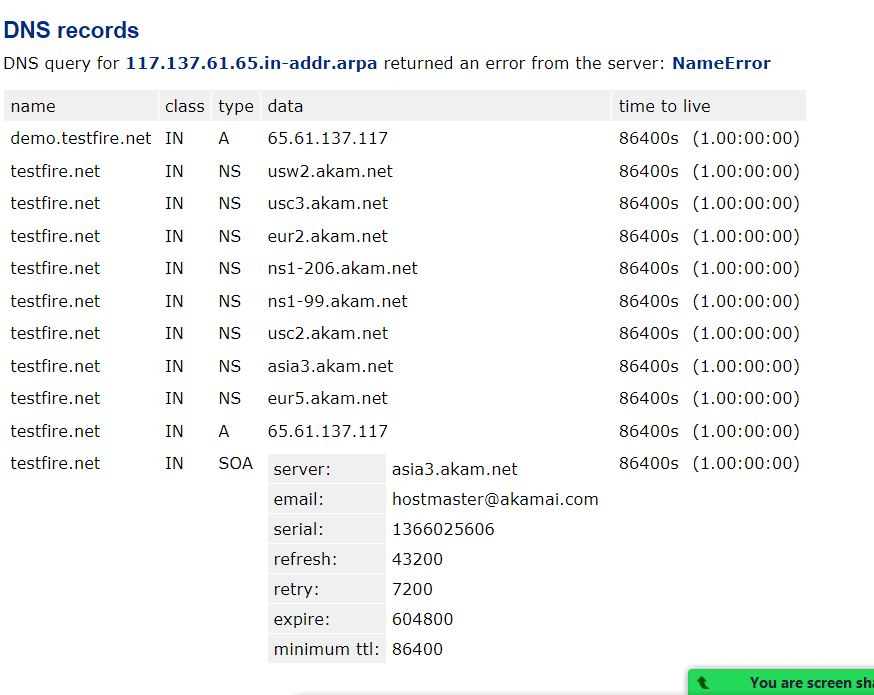 DNS records
DNS query for 117.137.61.65.in-addr.arpa returned an error from the server: NameError
name class type data time to live
demo.testfire.net IN A 65.61.137.117 86400s (1.00:00:00)
testfire.net IN NS usw2.akam.net 86400s (1.00:00:00)
testfire.net IN NS usc3.akam.net 86400s (1.00:00:00)
testfire.net IN NS eur2.akam.net 86400s (1.00:00:00)
testfire.net IN NS ns1-206.akam.net 86400s (1.00:00:00)
testfire.net IN NS ns1-99.akam.net 86400s (1.00:00:00)
testfire.net IN NS usc2.akam.net 86400s (1.00:00:00)
testfire.net IN NS asia3.akam.net 86400s (1.00:00:00)
testfire.net IN NS eur5.akam.net 86400s (1.00:00:00)
testfire.net IN A 65.61.137.117 86400s (1.00:00:00)
testfire.net IN SOA server: asia3.akam.net 86400s (1.00:00:00)
email: hostmaster@akamai.com
serial: 1366025606
refresh: 43200
retry: 7200
expire: 604800
minimum ttl: 86400
You are screen sha